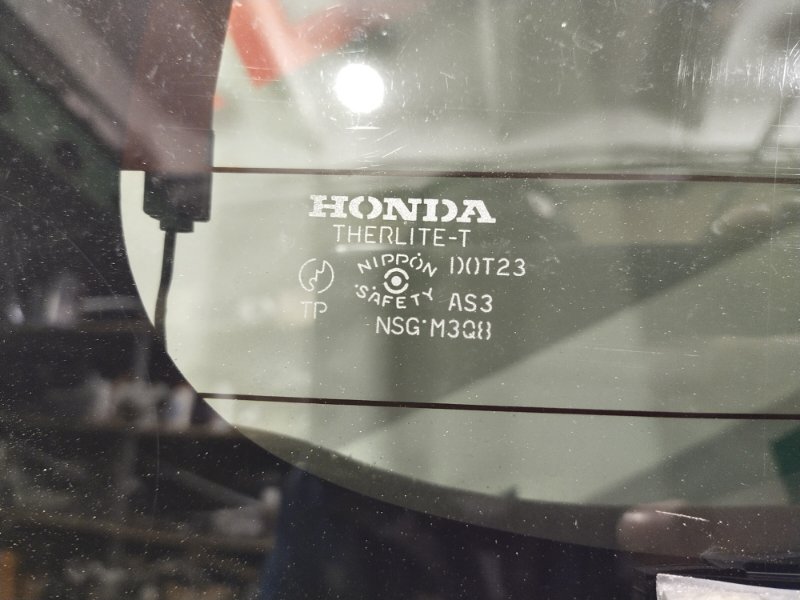 HONDA
THERLITE-T
NIPPON DOT23
SAFETY AS3
TP
NSG M3Q8